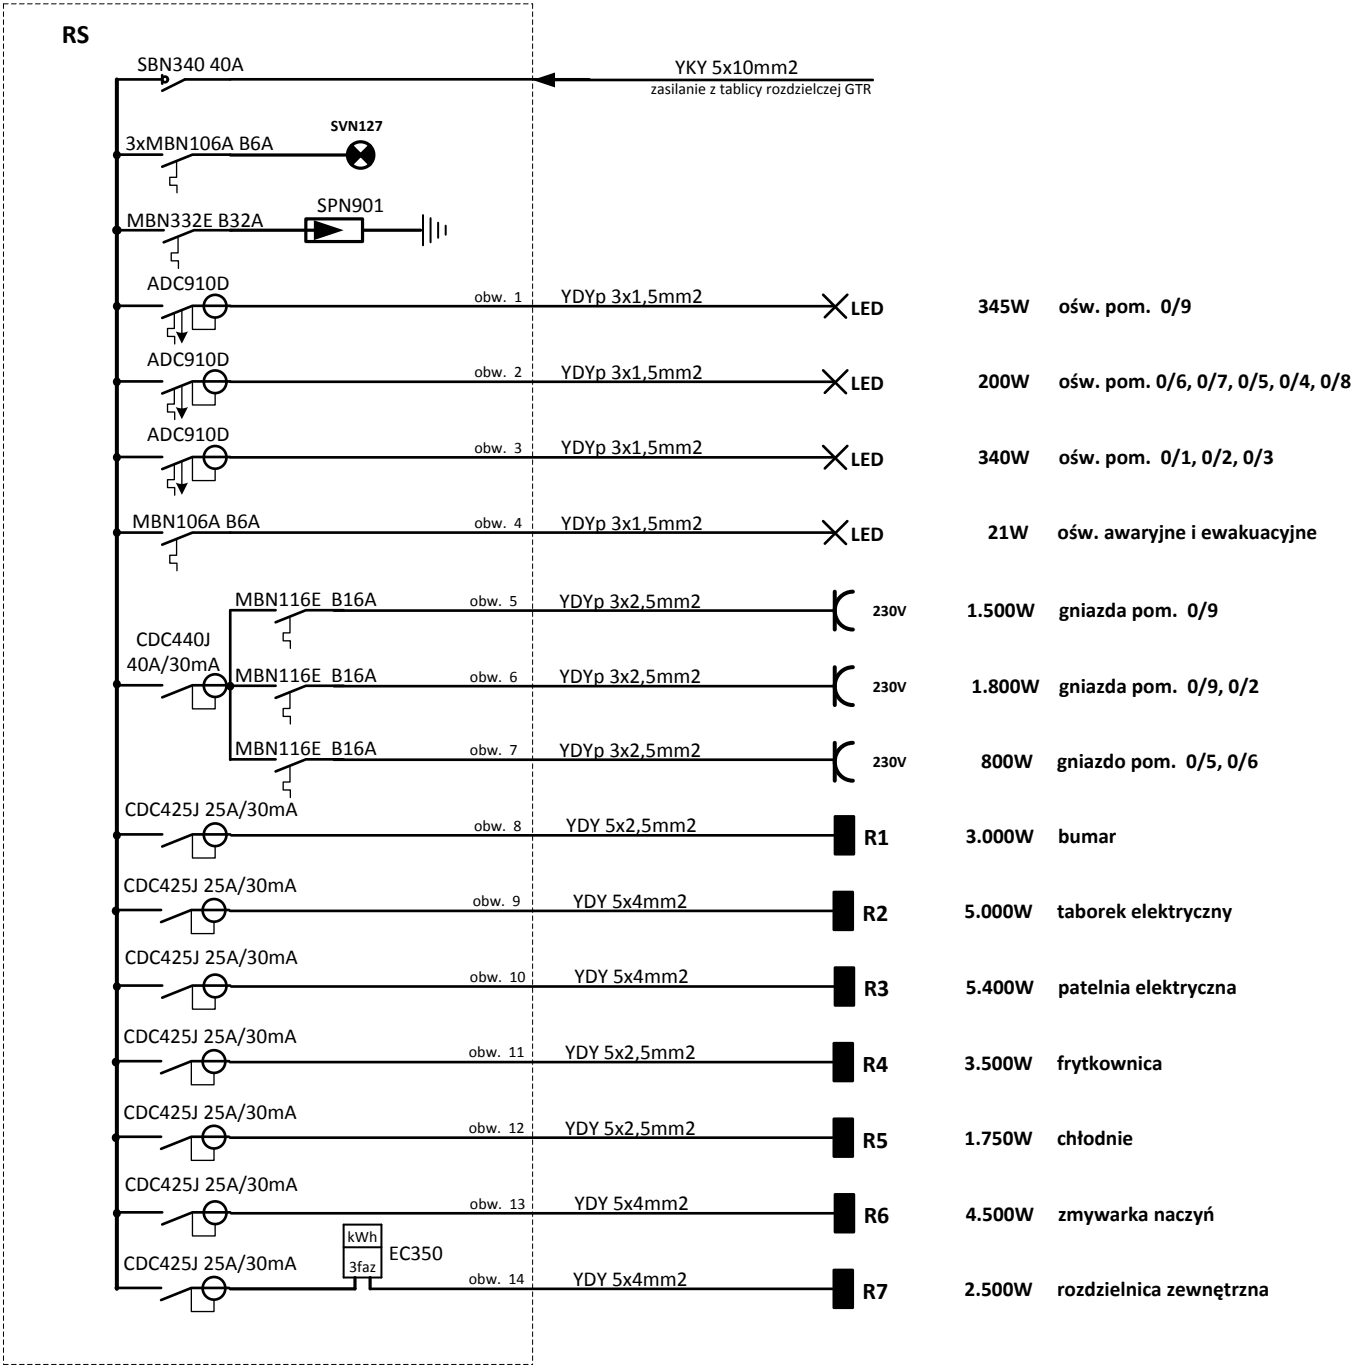 RS
SBN340 40A
YKY 5x10mm2
zasilanie z tablicy rozdzielczej GTR
3xMBN106A B6A
SVN127
MBN332E B32A
SPN901
ADC910D
obw. 1
YDYp 3x1,5mm2
LED
345W
ośw. pom. 0/9
ADC910D
obw. 2
YDYp 3x1,5mm2
LED
200W
ośw. pom. 0/6, 0/7, 0/5, 0/4, 0/8
ADC910D
obw. 3
YDYp 3x1,5mm2
LED
340W
ośw. pom. 0/1, 0/2, 0/3
MBN106A B6A
obw. 4
YDYp 3x1,5mm2
LED
21W
ośw. awaryjne i ewakuacyjne
CDC440J
40A/30mA
MBN116E B16A
obw. 5
YDYp 3x2,5mm2
230V
1.500W
gniazda pom. 0/9
MBN116E B16A
obw. 6
YDYp 3x2,5mm2
230V
1.800W
gniazda pom. 0/9, 0/2
MBN116E B16A
obw. 7
YDYp 3x2,5mm2
230V
800W
gniazdo pom. 0/5, 0/6
CDC425J 25A/30mA
obw. 8
YDY 5x2,5mm2
R1
3.000W
bumar
CDC425J 25A/30mA
obw. 9
YDY 5x4mm2
R2
5.000W
taborek elektryczny
CDC425J 25A/30mA
obw. 10
YDY 5x4mm2
R3
5.400W
patelnia elektryczna
CDC425J 25A/30mA
obw. 11
YDY 5x2,5mm2
R4
3.500W
frytkownica
CDC425J 25A/30mA
obw. 12
YDY 5x2,5mm2
R5
1.750W
chłodnie
CDC425J 25A/30mA
obw. 13
YDY 5x4mm2
R6
4.500W
zmywarka naczyń
CDC425J 25A/30mA
kWh
3faz
EC350
obw. 14
YDY 5x4mm2
R7
2.500W
rozdzielnica zewnętrzna